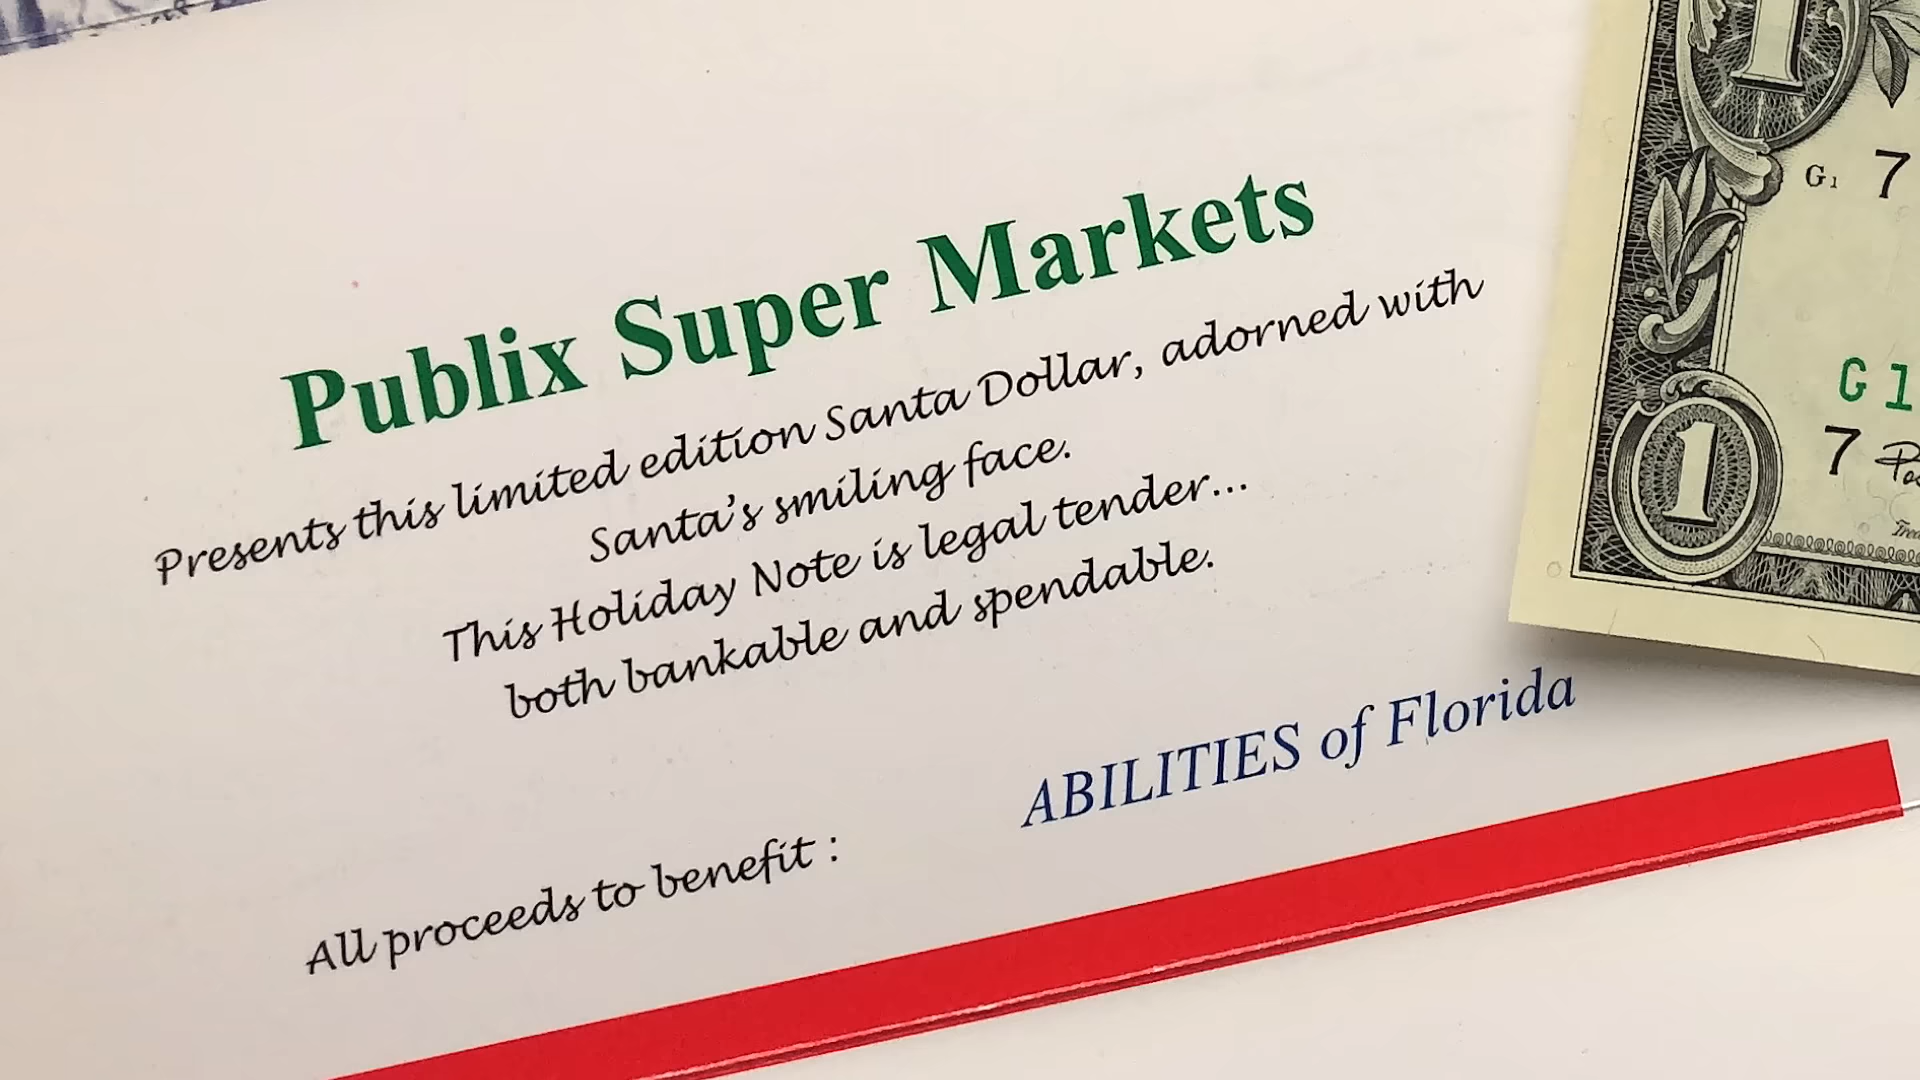 Publix Super Markets
Presents this limited edition Santa Dollar, adorned with
Santa's smiling face.
This Holiday Note is legal tender...
both bankable and spendable.
All proceeds to benefit :
ABILITIES of Florida
1
G1 7
G1
7
1